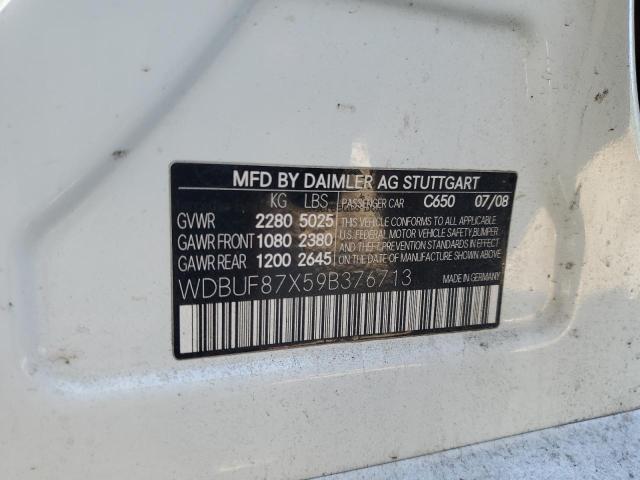 MFD BY DAIMLER AG STUTTGART
KG LBS PASSENGER CAR C650 07/08
GVWR 2280 5025
GAWR FRONT 1080 2380
GAWR REAR 1200 2645
THIS VEHICLE CONFORMS TO ALL APPLICABLE
U.S. FEDERAL MOTOR VEHICLE SAFETY, BUMPER
AND THEFT PREVENTION STANDARDS IN EFFECT
ON THE DATE OF MANUFACTURE SHOWN ABOVE.
WDBUF87X59B376713 MADE IN GERMANY